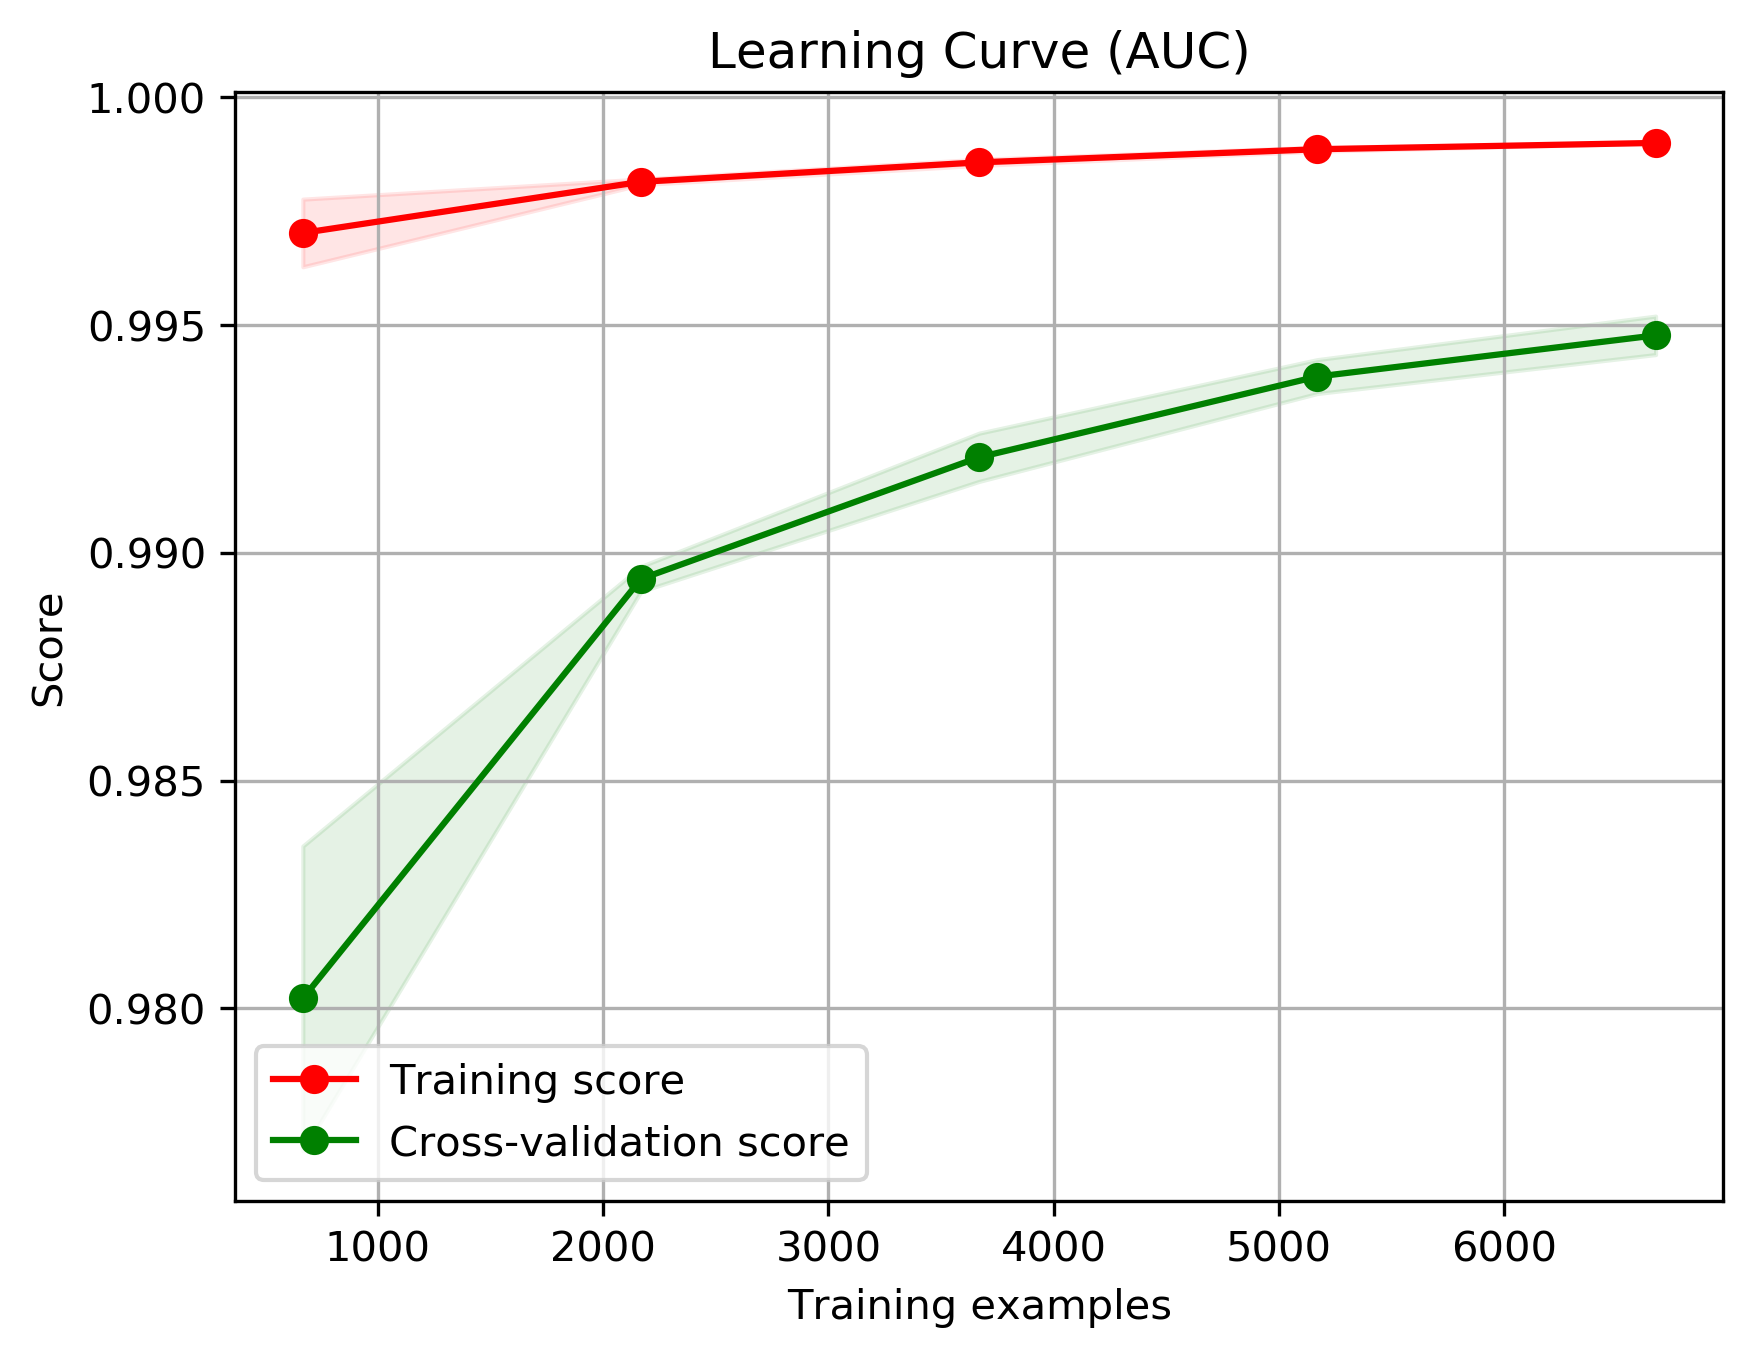 Learning Curve (AUC)
1.000
0.995
0.990
0.985
0.980
Score
Training score
Cross-validation score
1000 2000 3000 4000 5000 6000
Training examples